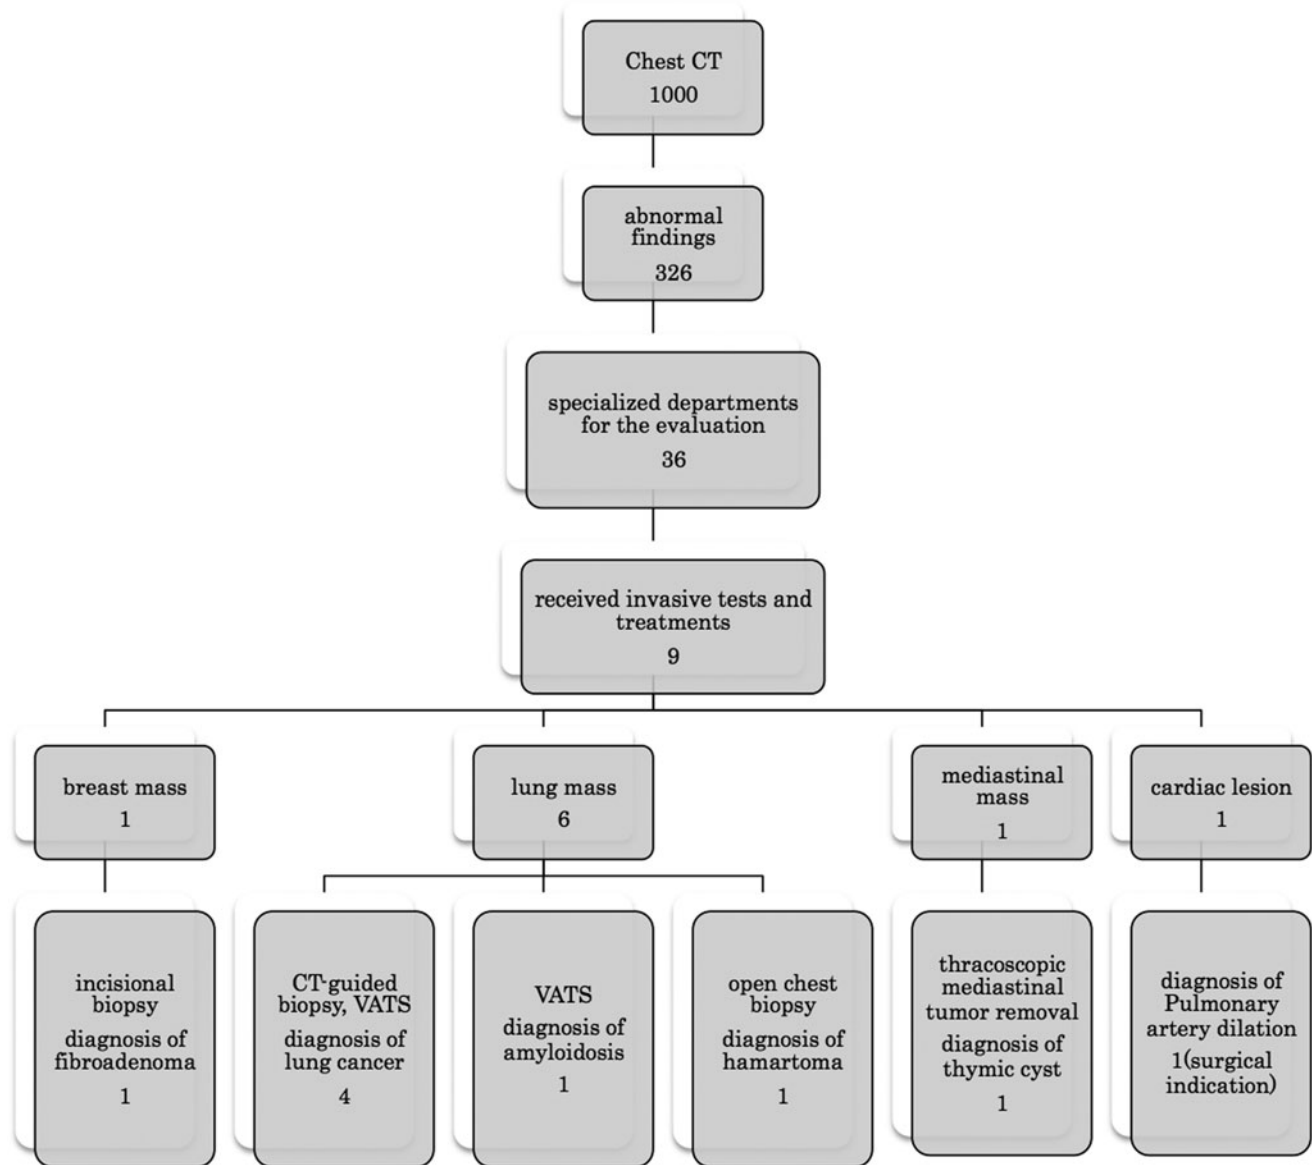 Chest CT
1000
abnormal
findings
326
specialized departments
for the evaluation
36
received invasive tests and
treatments
9
breast mass
1
lung mass
6
mediastinal
mass
1
cardiac lesion
1
incisional
biopsy
diagnosis of
fibroadenoma
1
CT-guided
biopsy, VATS
diagnosis of
lung cancer
4
VATS
diagnosis of
amyloidosis
1
open chest
biopsy
diagnosis of
hamartoma
1
thracoscopic
mediastinal
tumor removal
diagnosis of
thymic cyst
1
diagnosis of
Pulmonary
artery dilation
1(surgical
indication)